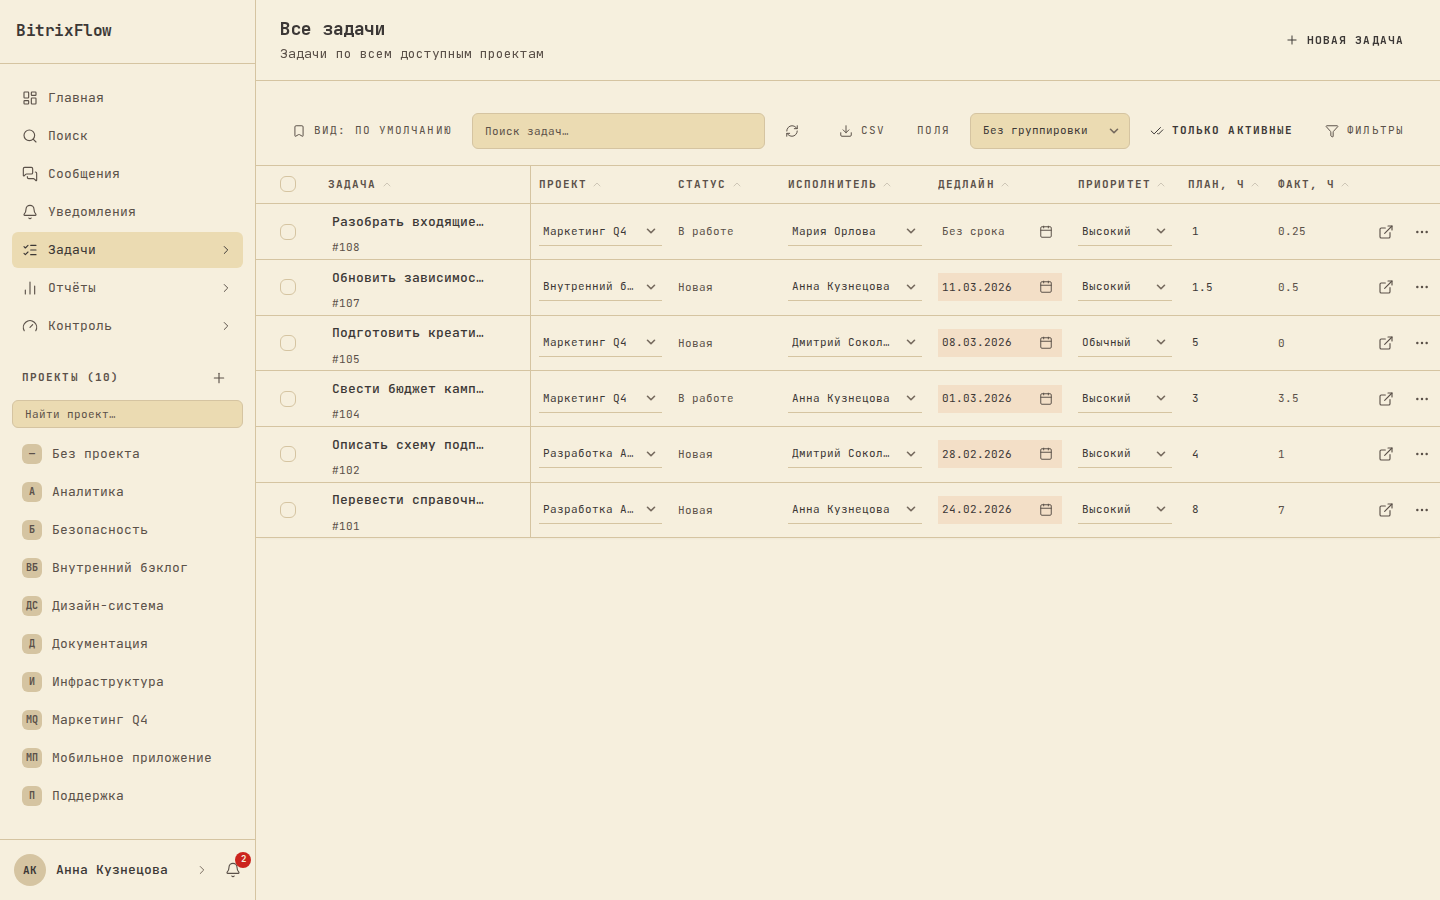 BitrixFlow
Главная
Поиск
Сообщения
Уведомления
Задачи
Отчёты
Контроль
ПРОЕКТЫ (10)
Найти проект…
— Без проекта
А Аналитика
Б Безопасность
ВБ Внутренний бэклог
ДС Дизайн-система
Д Документация
И Инфраструктура
MQ Маркетинг Q4
МП Мобильное приложение
П Поддержка
АК Анна Кузнецова 2
Все задачи
Задачи по всем доступным проектам
НОВАЯ ЗАДАЧА
ВИД: ПО УМОЛЧАНИЮ Поиск задач… CSV ПОЛЯ Без группировки ТОЛЬКО АКТИВНЫЕ ФИЛЬТРЫ
ЗАДАЧА ПРОЕКТ СТАТУС ИСПОЛНИТЕЛЬ ДЕДЛАЙН ПРИОРИТЕТ ПЛАН, Ч ФАКТ, Ч
Разобрать входящие…
#108
Маркетинг Q4 В работе Мария Орлова Без срока Высокий 1 0.25
Обновить зависимос…
#107
Внутренний б… Новая Анна Кузнецова 11.03.2026 Высокий 1.5 0.5
Подготовить креати…
#105
Маркетинг Q4 Новая Дмитрий Сокол… 08.03.2026 Обычный 5 0
Свести бюджет камп…
#104
Маркетинг Q4 В работе Анна Кузнецова 01.03.2026 Высокий 3 3.5
Описать схему подп…
#102
Разработка A… Новая Дмитрий Сокол… 28.02.2026 Высокий 4 1
Перевести справочн…
#101
Разработка A… Новая Анна Кузнецова 24.02.2026 Высокий 8 7